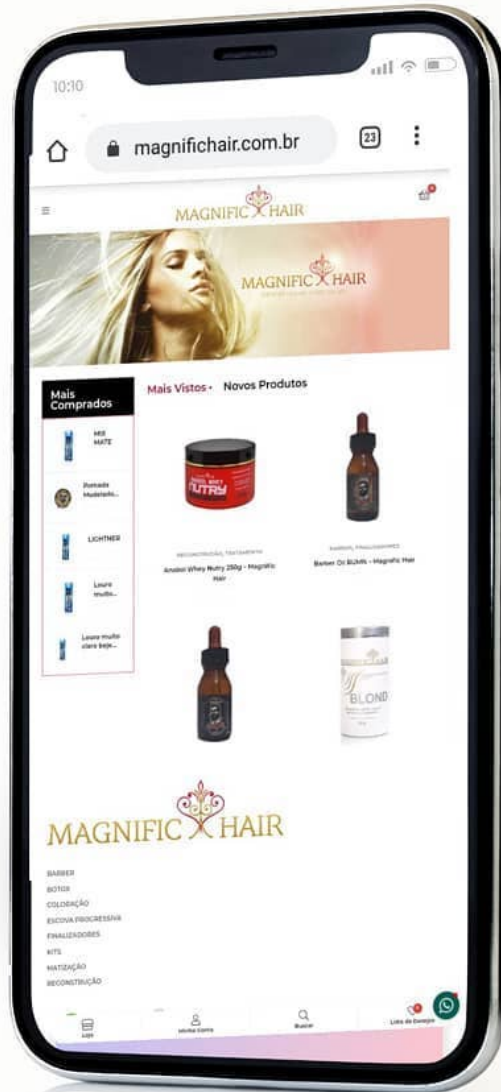 10:10
magnifichair.com.br
23
MAGNIFIC HAIR
MAGNIFIC HAIR
Mais
Comprados
Mais Vistos • Novos Produtos
MIX
MATE
Pomada
Modelado...
LIGHTNER
Louro
muito...
Louro muito
claro beje...
NUTRY
RECONSTRUÇÃO, TRATAMENTO
Anabol Whey Nutry 250g - Magnific
Hair
BARBER, FINALIZADORES
Barber Oil 80ML - Magnific Hair
MAGNIFIC HAIR
BLOND
MAGNIFIC HAIR
BARBER
BOTOX
COLORAÇÃO
ESCOVA PROGRESSIVA
FINALIZADORES
KITS
MATIZAÇÃO
RECONSTRUÇÃO
Loja
Minha Conta
Buscar
Lista de Desejos